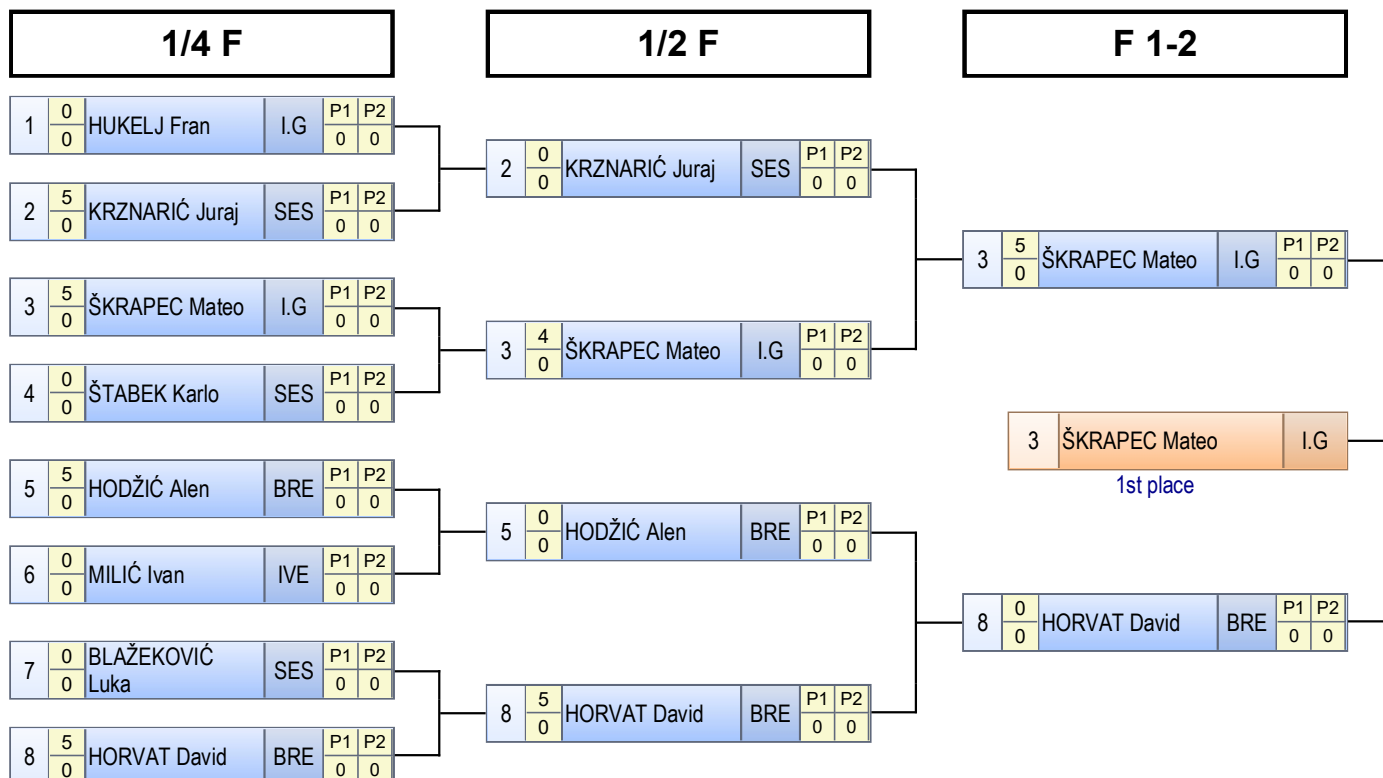 1/4 F
1/2 F
F 1-2
1 0 HUKELJ Fran I.G P1 P2
0 0 0
2 5 KRZNARIĆ Juraj SES P1 P2
0 0 0
3 5 ŠKRAPEC Mateo I.G P1 P2
0 0 0
4 0 ŠTABEK Karlo SES P1 P2
0 0 0
5 5 HODŽIĆ Alen BRE P1 P2
0 0 0
6 0 MILIĆ Ivan IVE P1 P2
0 0 0
7 0 BLAŽEKOVIĆ SES P1 P2
0 Luka 0 0
8 5 HORVAT David BRE P1 P2
0 0 0
2 0 KRZNARIĆ Juraj SES P1 P2
0 0 0
3 4 ŠKRAPEC Mateo I.G P1 P2
0 0 0
5 0 HODŽIĆ Alen BRE P1 P2
0 0 0
8 5 HORVAT David BRE P1 P2
0 0 0
3 5 ŠKRAPEC Mateo I.G P1 P2
0 0 0
3 ŠKRAPEC Mateo I.G
1st place
8 0 HORVAT David BRE P1 P2
0 0 0